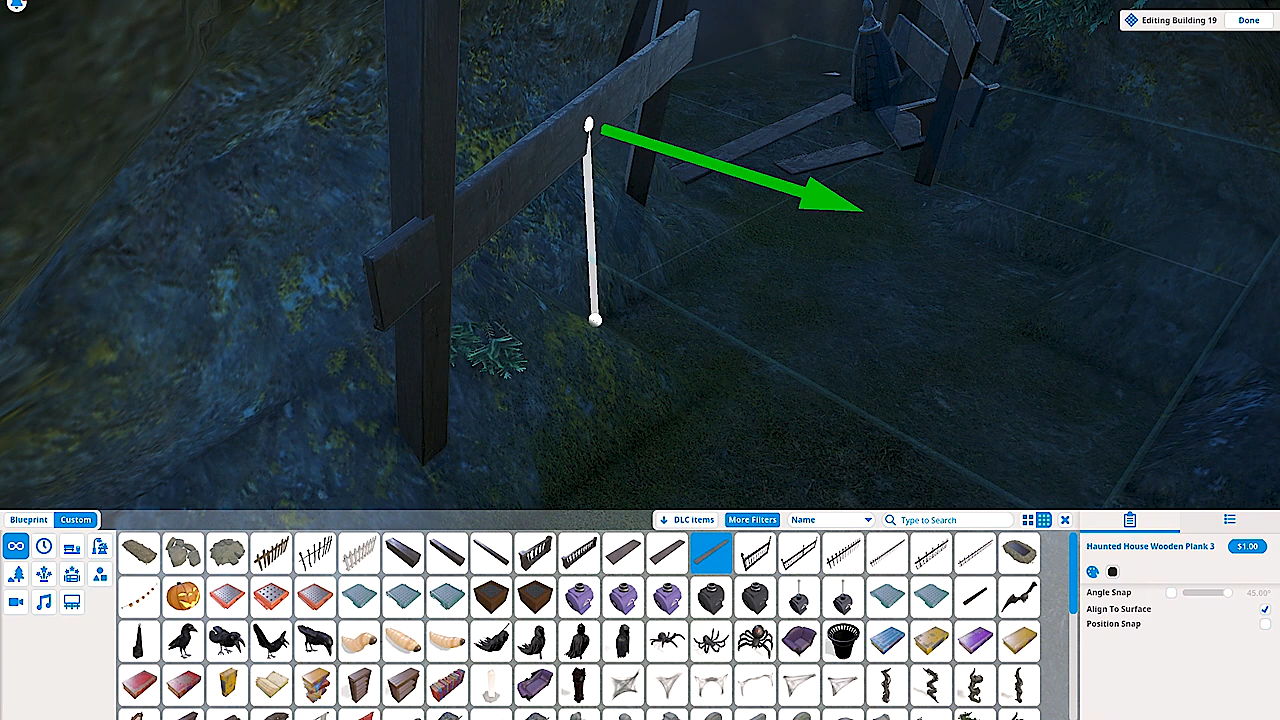 Editing Building 19
Done
Blueprint
Custom
DLC items
More Filters
Name
Type to Search
Haunted House Wooden Plank 3
$1.00
Angle Snap
45.00°
Align To Surface
Position Snap